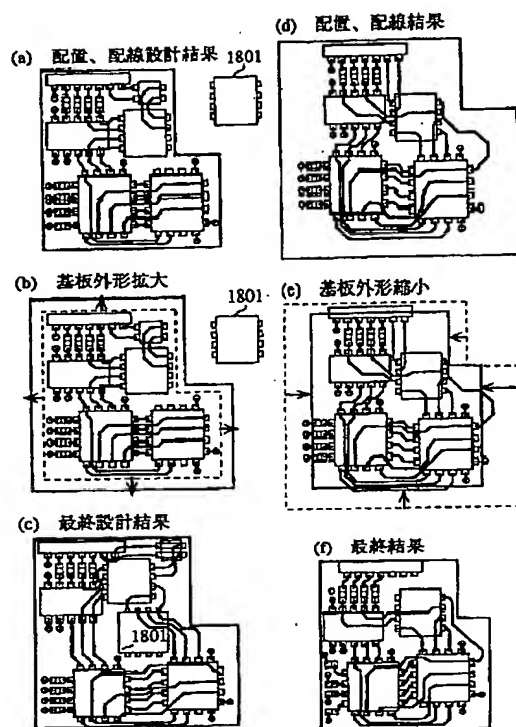 (a) 配置、配線設計結果
1801
(b) 基板外形拡大
1801
(c) 最終設計結果
1801
(d) 配置、配線結果
(e) 基板外形縮小
(f) 最終結果